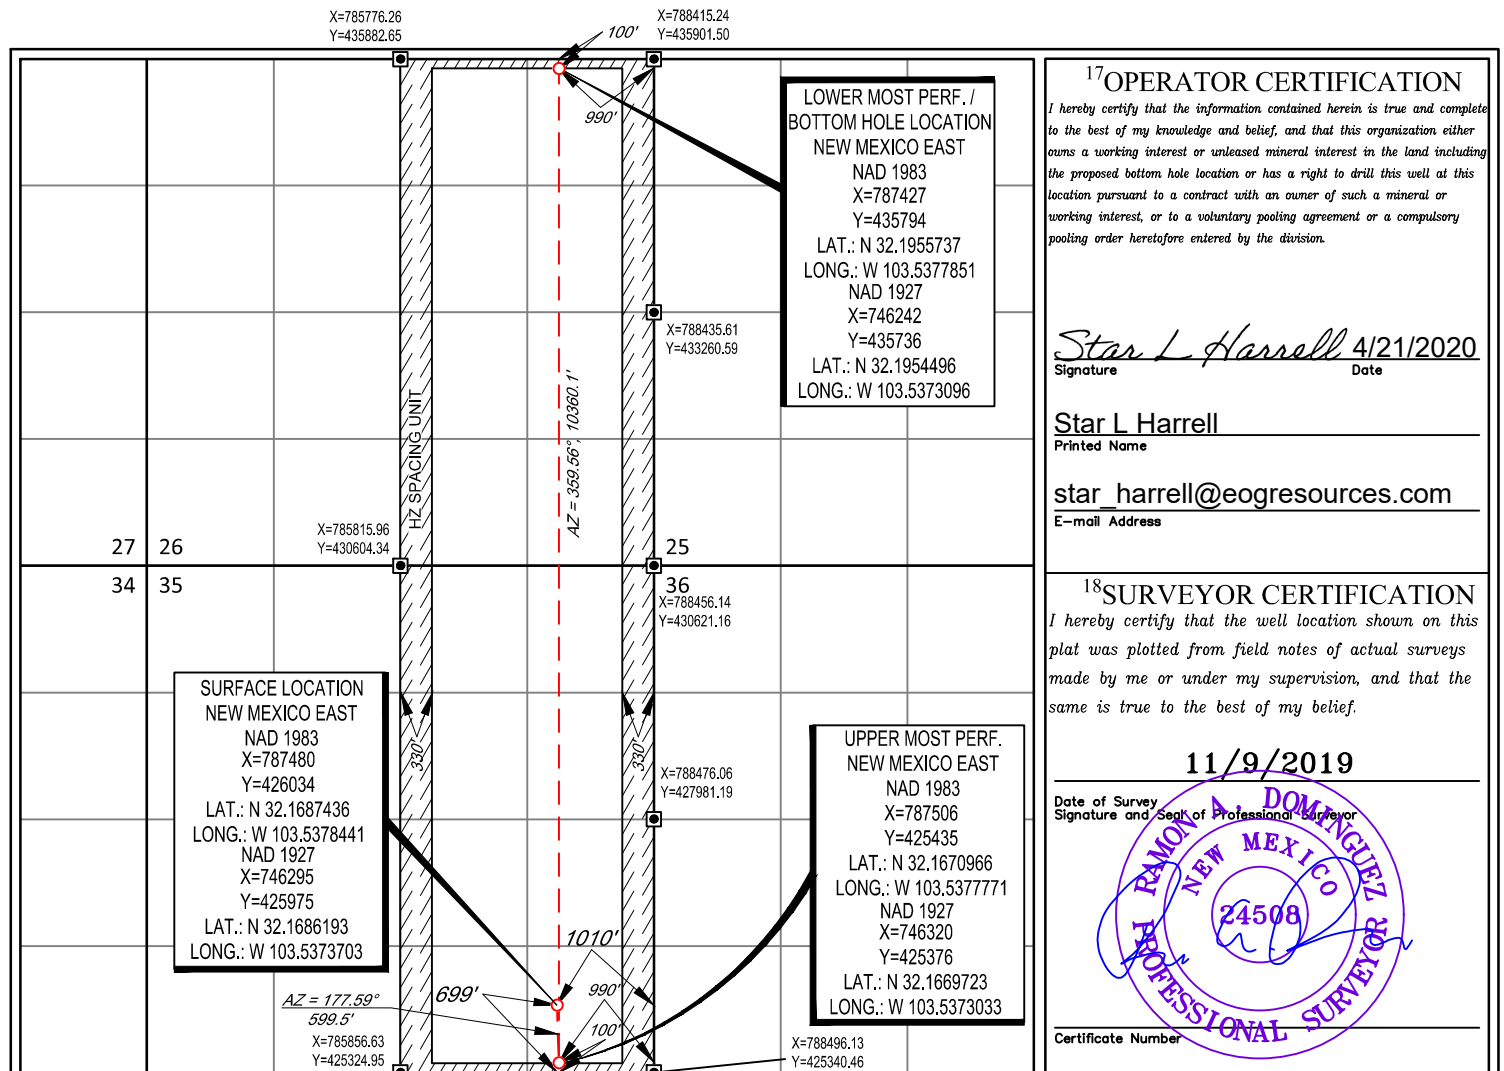 X=785776.26
Y=435882.65
X=788415.24
Y=435901.50
100'
990'
LOWER MOST PERF. /
BOTTOM HOLE LOCATION
NEW MEXICO EAST
NAD 1983
X=787427
Y=435794
LAT.: N 32.1955737
LONG.: W 103.5377851
NAD 1927
X=746242
Y=435736
LAT.: N 32.1954496
LONG.: W 103.5373096
X=788435.61
Y=433260.59
HZ SPACING UNIT
AZ = 359.56°, 10360.1'
X=785815.96
Y=430604.34
27 26
34 35
25
36
X=788456.14
Y=430621.16
SURFACE LOCATION
NEW MEXICO EAST
NAD 1983
X=787480
Y=426034
LAT.: N 32.1687436
LONG.: W 103.5378441
NAD 1927
X=746295
Y=425975
LAT.: N 32.1686193
LONG.: W 103.5373703
330'
330'
X=788476.06
Y=427981.19
UPPER MOST PERF.
NEW MEXICO EAST
NAD 1983
X=787506
Y=425435
LAT.: N 32.1670966
LONG.: W 103.5377771
NAD 1927
X=746320
Y=425376
LAT.: N 32.1669723
LONG.: W 103.5373033
1010'
699'
990'
100'
AZ = 177.59°
599.5'
X=785856.63
Y=425324.95
X=788496.13
Y=425340.46
17OPERATOR CERTIFICATION
I hereby certify that the information contained herein is true and complete
to the best of my knowledge and belief, and that this organization either
owns a working interest or unleased mineral interest in the land including
the proposed bottom hole location or has a right to drill this well at this
location pursuant to a contract with an owner of such a mineral or
working interest, or to a voluntary pooling agreement or a compulsory
pooling order heretofore entered by the division.
Star L Harrell 4/21/2020
Signature Date
Star L Harrell
Printed Name
star_harrell@eogresources.com
E-mail Address
18SURVEYOR CERTIFICATION
I hereby certify that the well location shown on this
plat was plotted from field notes of actual surveys
made by me or under my supervision, and that the
same is true to the best of my belief.
11/9/2019
Date of Survey
Signature and Seal of Professional Surveyor
RAMON A. DOMINGUEZ
NEW MEXICO
24508
PROFESSIONAL SURVEYOR
Certificate Number